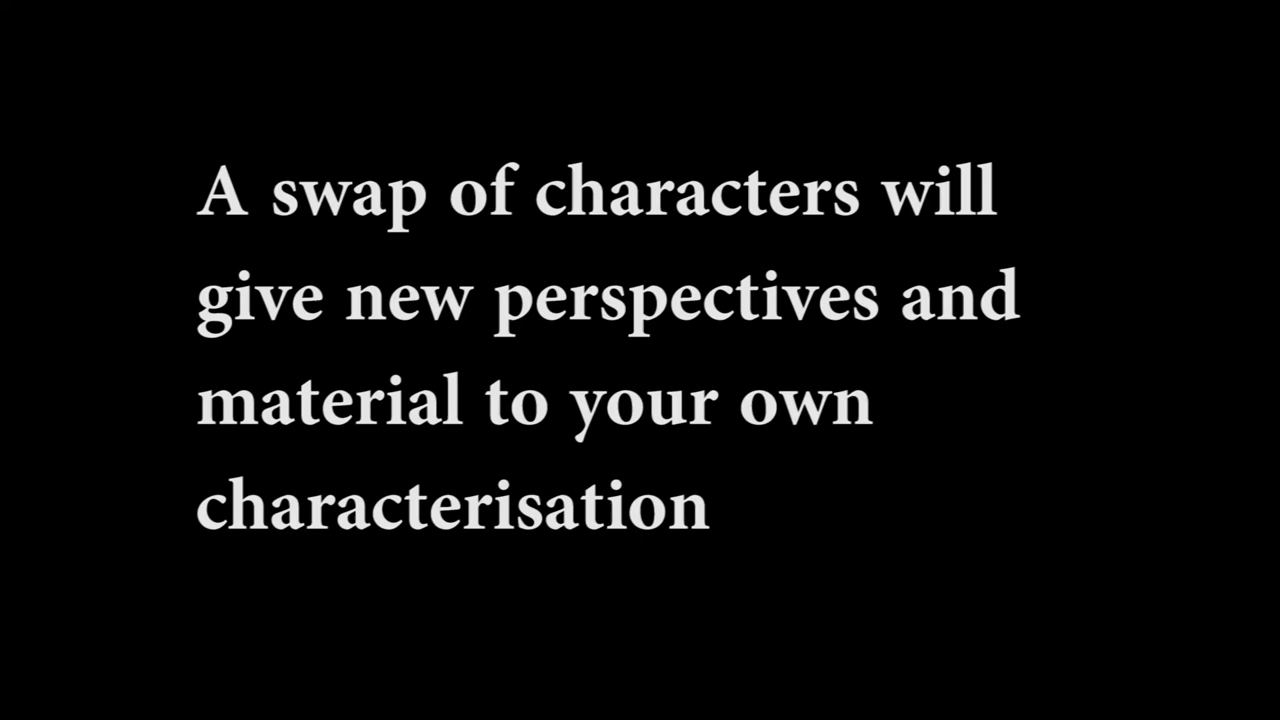 A swap of characters will
give new perspectives and
material to your own
characterisation